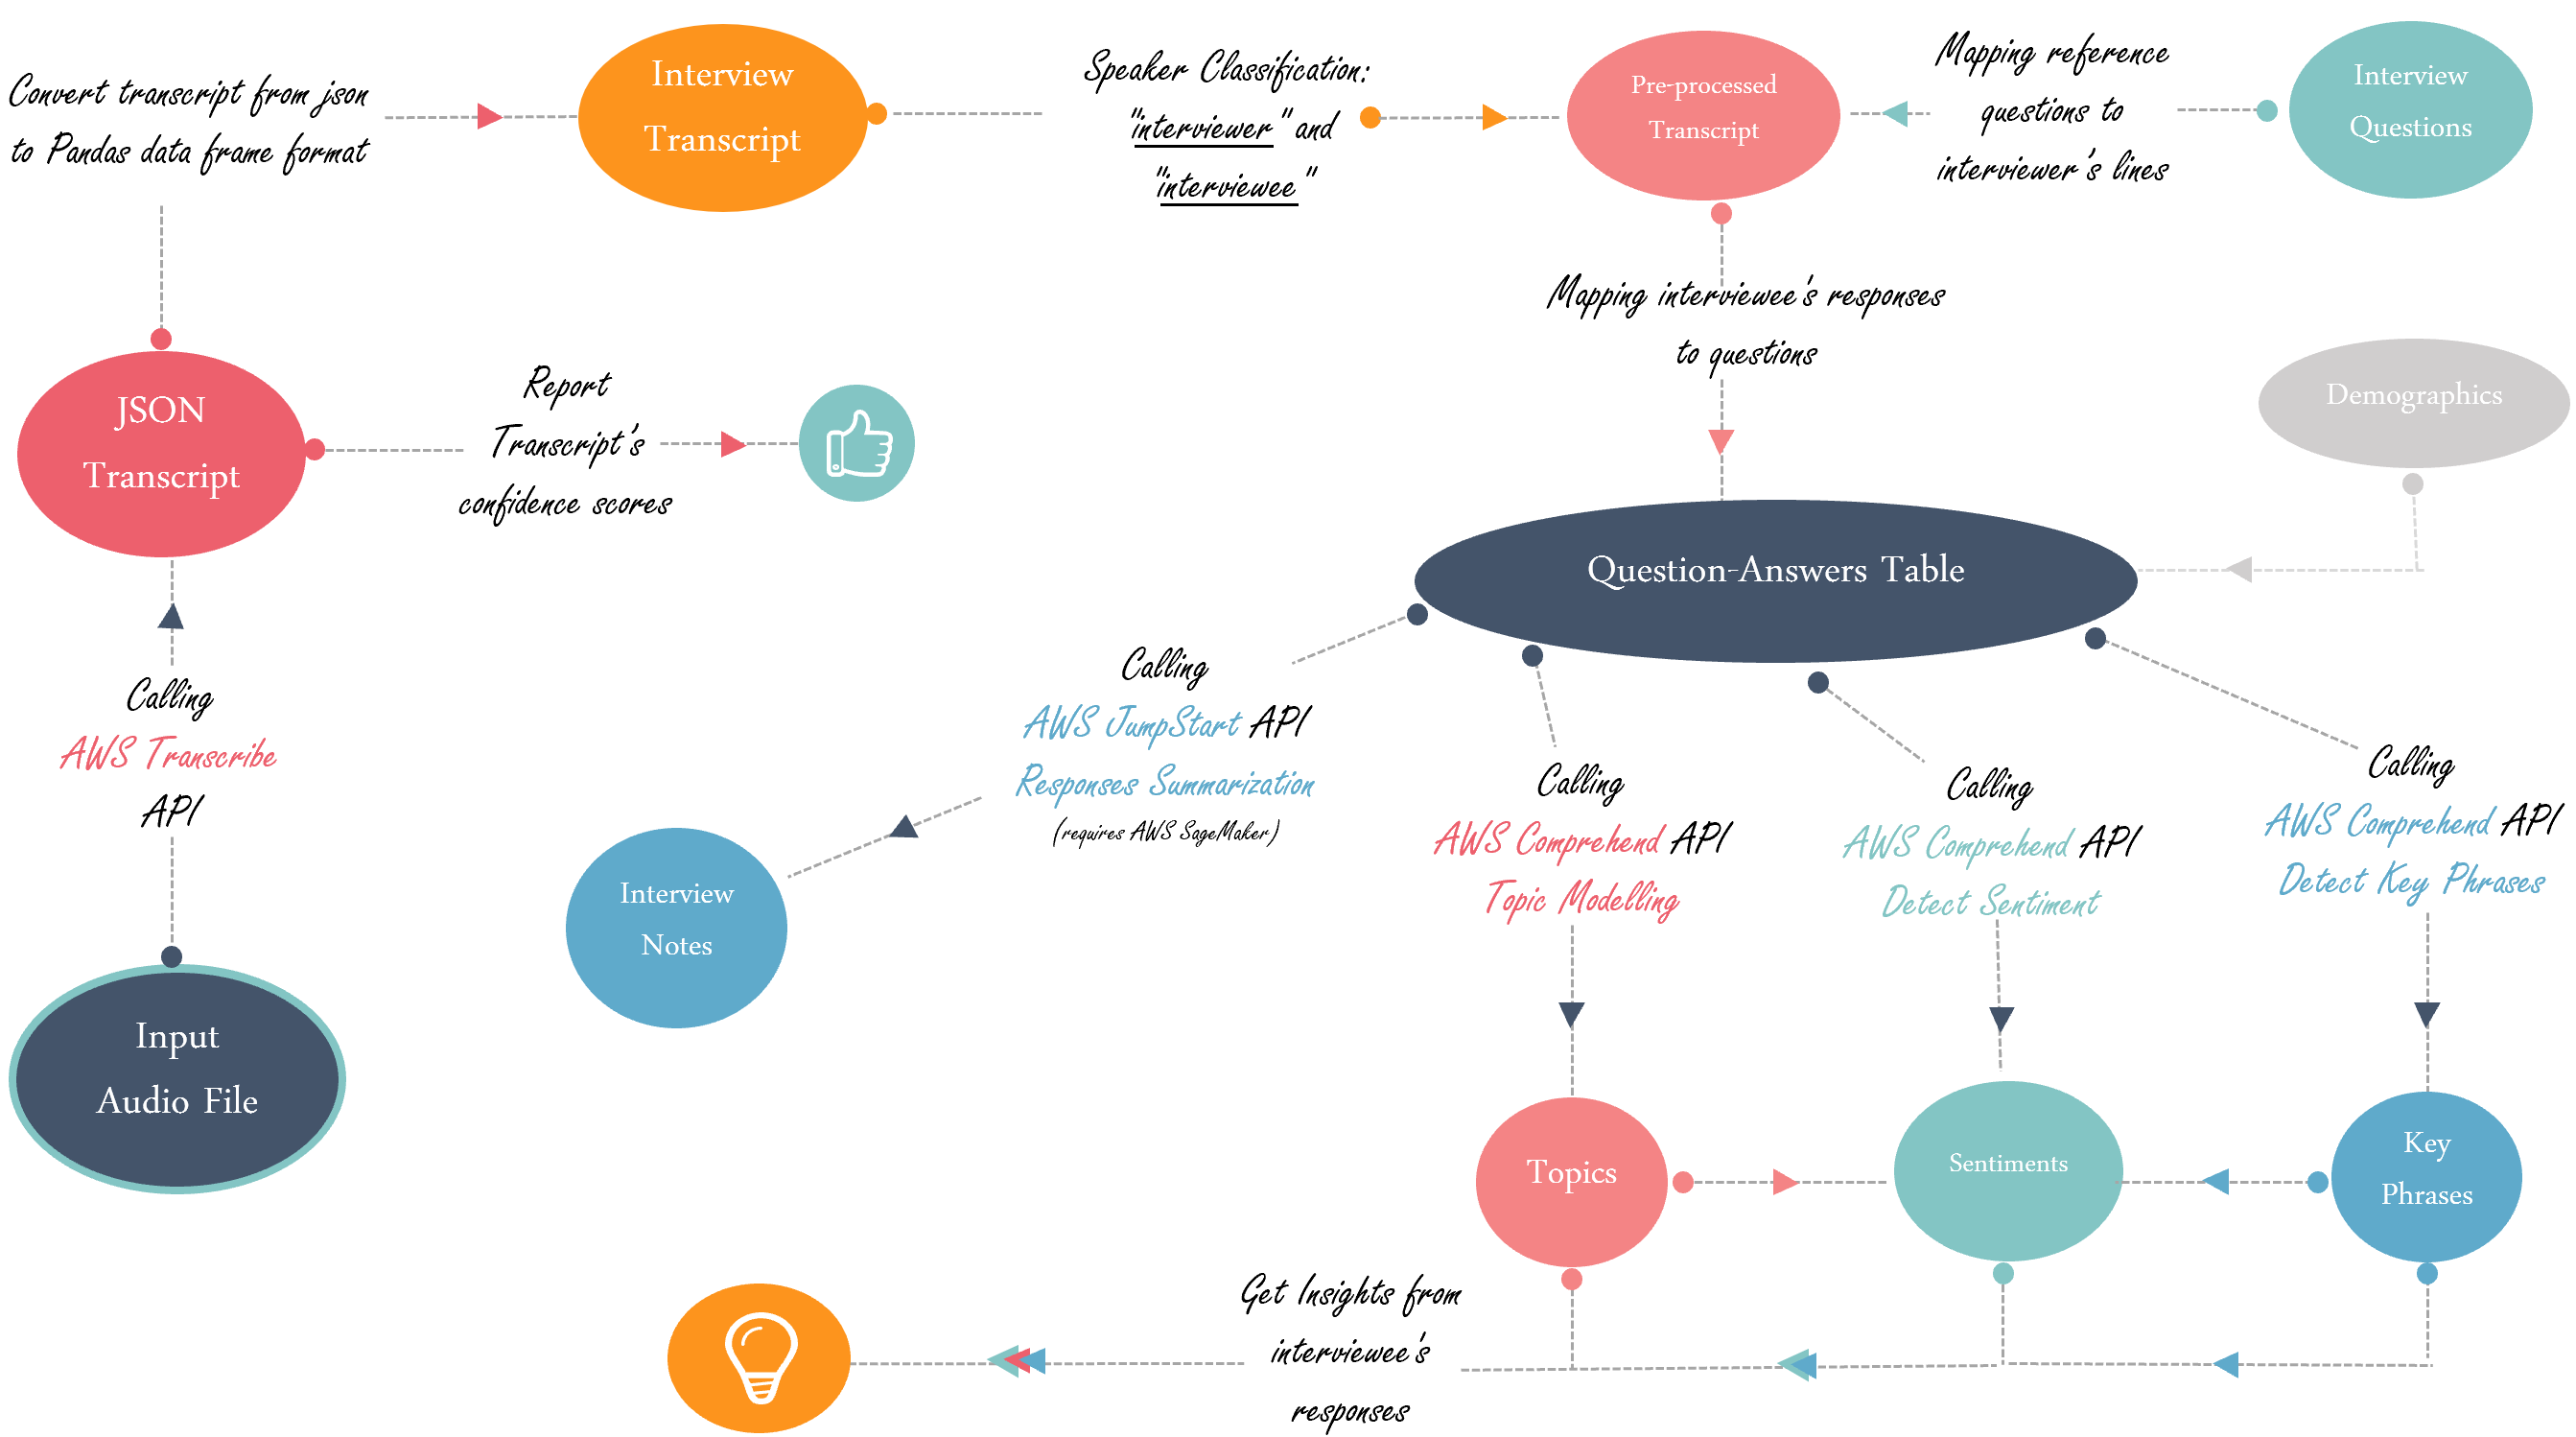 Convert transcript from json
to Pandas data frame format
Interview
Transcript
Speaker Classification:
"interviewer" and
"interviewee"
Pre-processed
Transcript
Mapping reference
questions to
interviewer's lines
Interview
Questions
Mapping interviewee's responses
to questions
JSON
Transcript
Report
Transcript's
confidence scores
Demographics
Question-Answers Table
Calling
AWS Transcribe
API
Input
Audio File
Calling
AWS JumpStart API
Responses Summarization
(requires AWS SageMaker)
Interview
Notes
Calling
AWS Comprehend API
Topic Modelling
Calling
AWS Comprehend API
Detect Sentiment
Calling
AWS Comprehend API
Detect Key Phrases
Topics
Sentiments
Key
Phrases
Get Insights from
interviewee's
responses